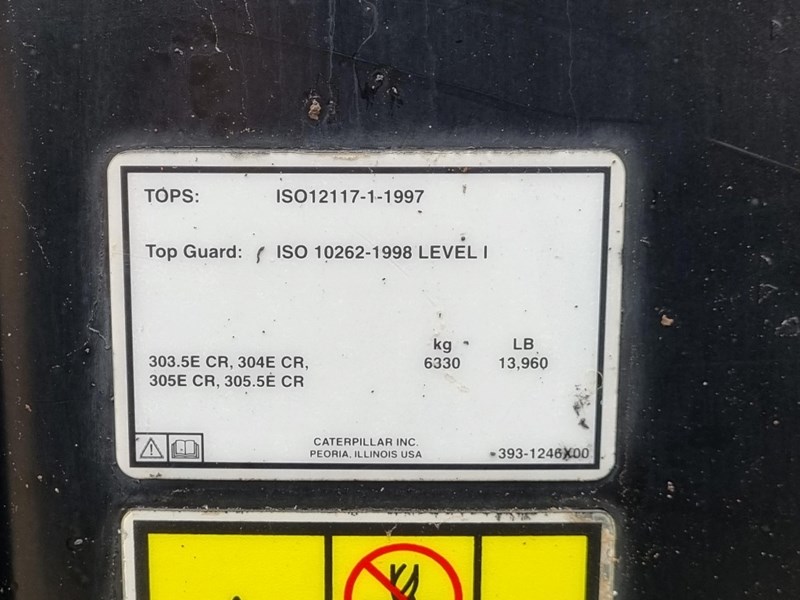 TOPS: ISO12117-1-1997
Top Guard: ISO 10262-1998 LEVEL I
kg LB
303.5E CR, 304E CR, 6330 13,960
305E CR, 305.5E CR
CATERPILLAR INC.
PEORIA, ILLINOIS USA 393-1246X00